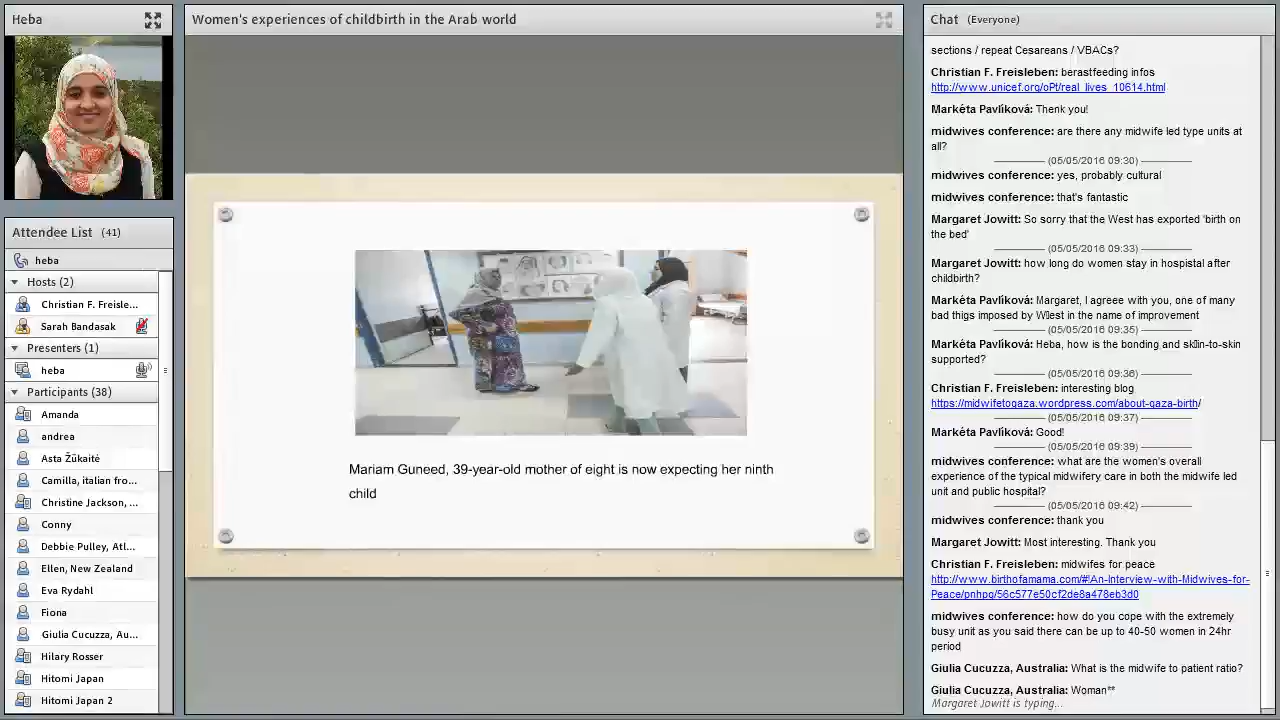 Heba
Women's experiences of childbirth in the Arab world
Chat (Everyone)
Attendee List (41)
heba
Hosts (2)
Christian F. Freisle...
Sarah Bandasak
Presenters (1)
heba
Participants (38)
Amanda
andrea
Asta Žūkaitė
Camilla, italian fro...
Christine Jackson, ...
Conny
Debbie Pulley, Atl...
Ellen, New Zealand
Eva Rydahl
Fiona
Giulia Cucuzza, Au...
Hilary Rosser
Hitomi Japan
Hitomi Japan 2
Mariam Guneed, 39-year-old mother of eight is now expecting her ninth
child
sections / repeat Cesareans / VBACs?
Christian F. Freisleben: berastfeeding infos
http://www.unicef.org/oPt/real_lives_10614.html
Markéta Pavlíková: Thank you!
midwives conference: are there any midwife led type units at
all?
(05/05/2016 09:30)
midwives conference: yes, probably cultural
midwives conference: that's fantastic
Margaret Jowitt: So sorry that the West has exported 'birth on
the bed'
(05/05/2016 09:33)
Margaret Jowitt: how long do women stay in hospistal after
childbirth?
Markéta Pavlíková: Margaret, I agreee with you, one of many
bad thigs imposed by West in the name of improvement
(05/05/2016 09:35)
Markéta Pavlíková: Heba, how is the bonding and skin-to-skin
supported?
(05/05/2016 09:36)
Christian F. Freisleben: interesting blog
https://midwifetogaza.wordpress.com/about-gaza-birth/
(05/05/2016 09:37)
Markéta Pavlíková: Good!
(05/05/2016 09:39)
midwives conference: what are the women's overall
experience of the typical midwifery care in both the midwife led
unit and public hospital?
(05/05/2016 09:42)
midwives conference: thank you
Margaret Jowitt: Most interesting. Thank you
Christian F. Freisleben: midwifes for peace
http://www.birthofamama.com/#!An-Interview-with-Midwives-for-
Peace/pnhpq/56c577e50cf2de8a478eb3d0
midwives conference: how do you cope with the extremely
busy unit as you said there can be up to 40-50 women in 24hr
period
Giulia Cucuzza, Australia: What is the midwife to patient ratio?
Giulia Cucuzza, Australia: Woman**
Margaret Jowitt is typing...